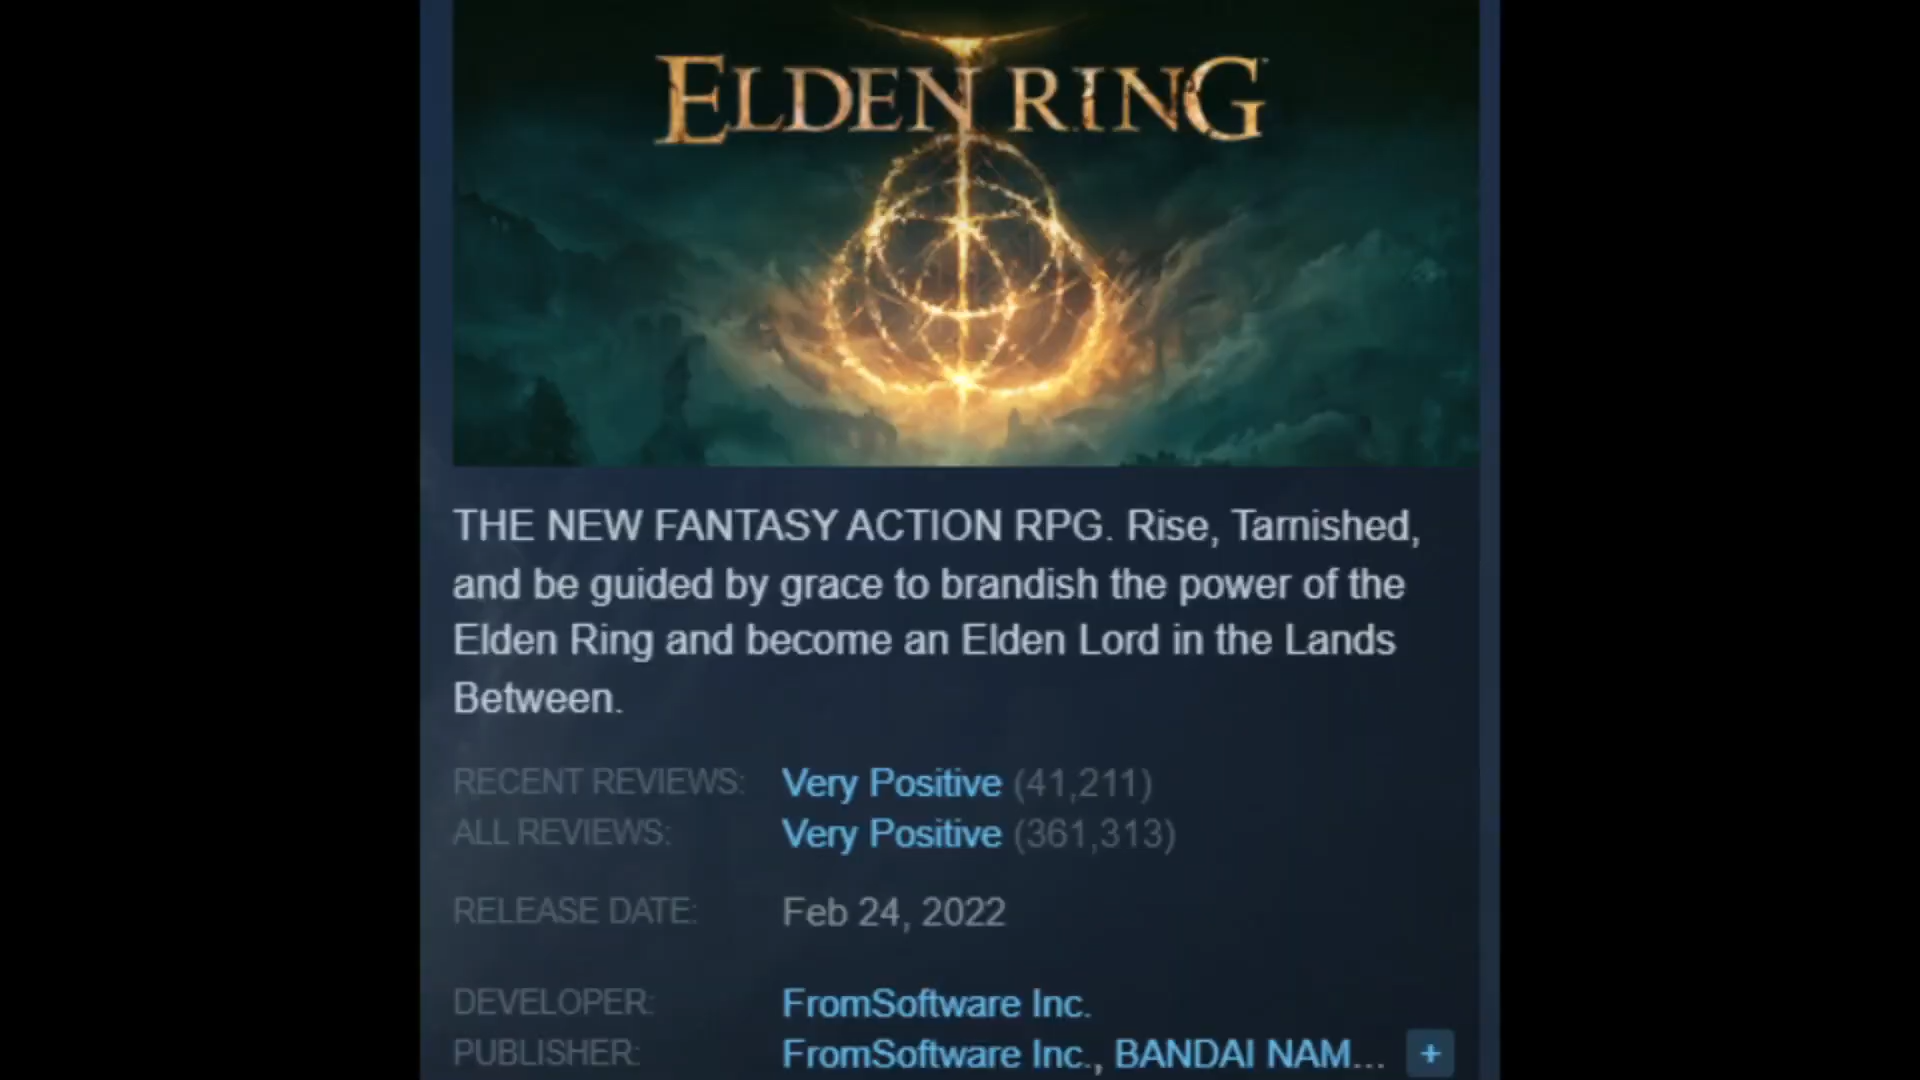 ELDEN RING
THE NEW FANTASY ACTION RPG. Rise, Tarnished,
and be guided by grace to brandish the power of the
Elden Ring and become an Elden Lord in the Lands
Between.
RECENT REVIEWS: Very Positive (41,211)
ALL REVIEWS: Very Positive (361,313)
RELEASE DATE: Feb 24, 2022
DEVELOPER: FromSoftware Inc.
PUBLISHER: FromSoftware Inc., BANDAI NAM... +